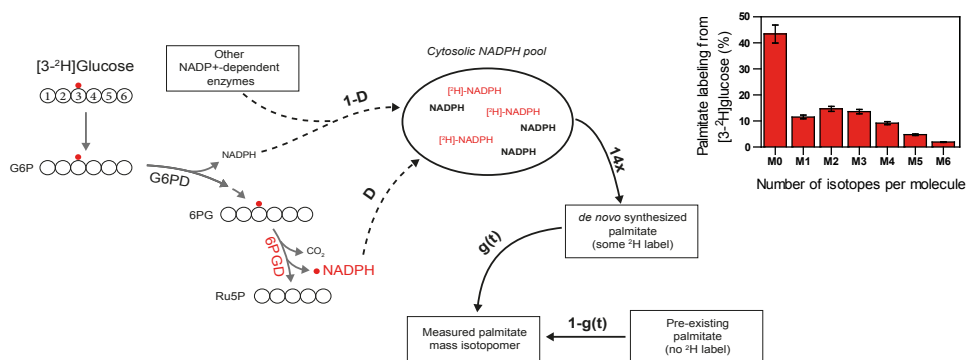 [3-²H]Glucose
1 2 3 4 5 6
G6P
G6PD
NADPH
6PG
6PGD
CO₂
NADPH
Ru5P
Other
NADP+-dependent
enzymes
1-D
D
Cytosolic NADPH pool
[²H]-NADPH
NADPH
[²H]-NADPH
NADPH
[²H]-NADPH
NADPH
14x
de novo synthesized
palmitate
(some ²H label)
g(t)
Measured palmitate
mass isotopomer
1-g(t)
Pre-existing
palmitate
(no ²H label)
Palmitate labeling from
[3-²H]glucose (%)
50
40
30
20
10
0
M0 M1 M2 M3 M4 M5 M6
Number of isotopes per molecule